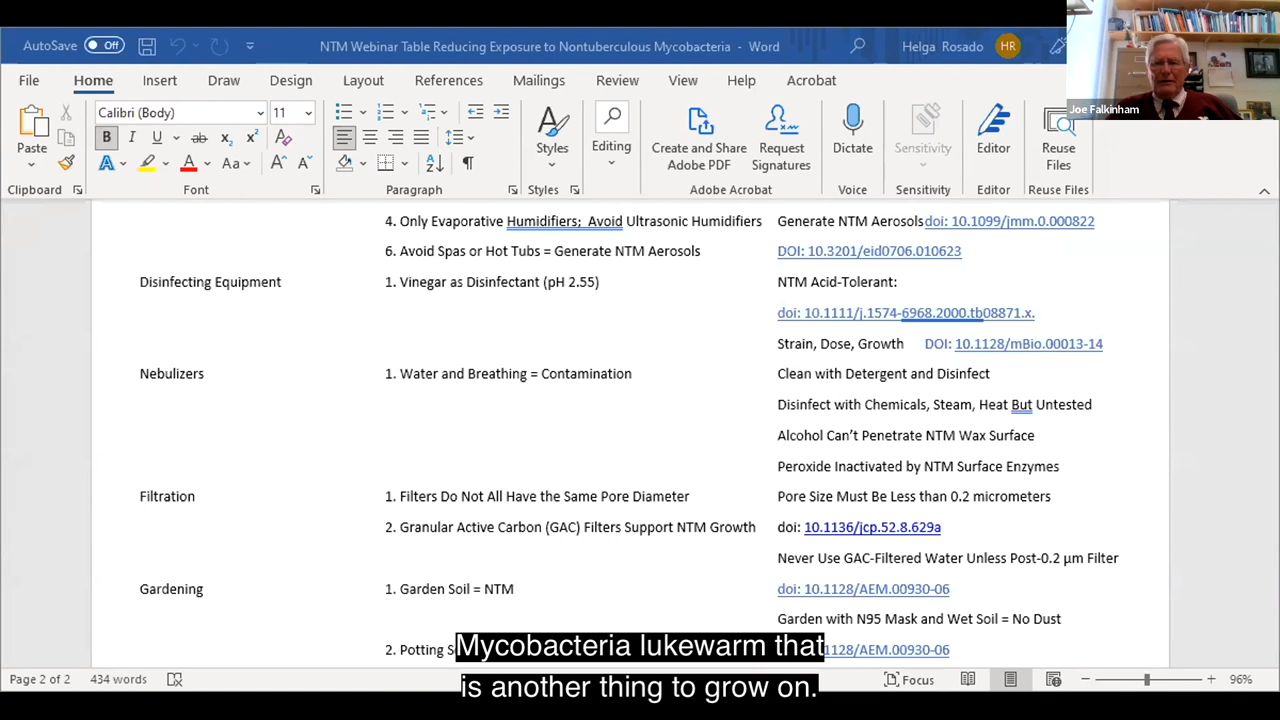 AutoSave Off NTM Webinar Table Reducing Exposure to Nontuberculous Mycobacteria - Word Helga Rosado HR
File Home Insert Draw Design Layout References Mailings Review View Help Acrobat
Joe Falkinham
Calibri (Body) 11
Paste Styles Editing Create and Share Adobe PDF Request Signatures Dictate Sensitivity Editor Reuse Files
Clipboard Font Paragraph Styles Adobe Acrobat Voice Sensitivity Editor Reuse Files
4. Only Evaporative Humidifiers; Avoid Ultrasonic Humidifiers Generate NTM Aerosolsdoi: 10.1099/jmm.0.000822
6. Avoid Spas or Hot Tubs = Generate NTM Aerosols DOI: 10.3201/eid0706.010623
Disinfecting Equipment 1. Vinegar as Disinfectant (pH 2.55) NTM Acid-Tolerant:
doi: 10.1111/j.1574-6968.2000.tb08871.x.
Strain, Dose, Growth DOI: 10.1128/mBio.00013-14
Nebulizers 1. Water and Breathing = Contamination Clean with Detergent and Disinfect
Disinfect with Chemicals, Steam, Heat But Untested
Alcohol Can't Penetrate NTM Wax Surface
Peroxide Inactivated by NTM Surface Enzymes
Filtration 1. Filters Do Not All Have the Same Pore Diameter Pore Size Must Be Less than 0.2 micrometers
2. Granular Active Carbon (GAC) Filters Support NTM Growth doi: 10.1136/jcp.52.8.629a
Never Use GAC-Filtered Water Unless Post-0.2 µm Filter
Gardening 1. Garden Soil = NTM doi: 10.1128/AEM.00930-06
Garden with N95 Mask and Wet Soil = No Dust
2. Potting S 128/AEM.00930-06
Mycobacteria lukewarm that
is another thing to grow on.
Page 2 of 2 434 words Focus 96%